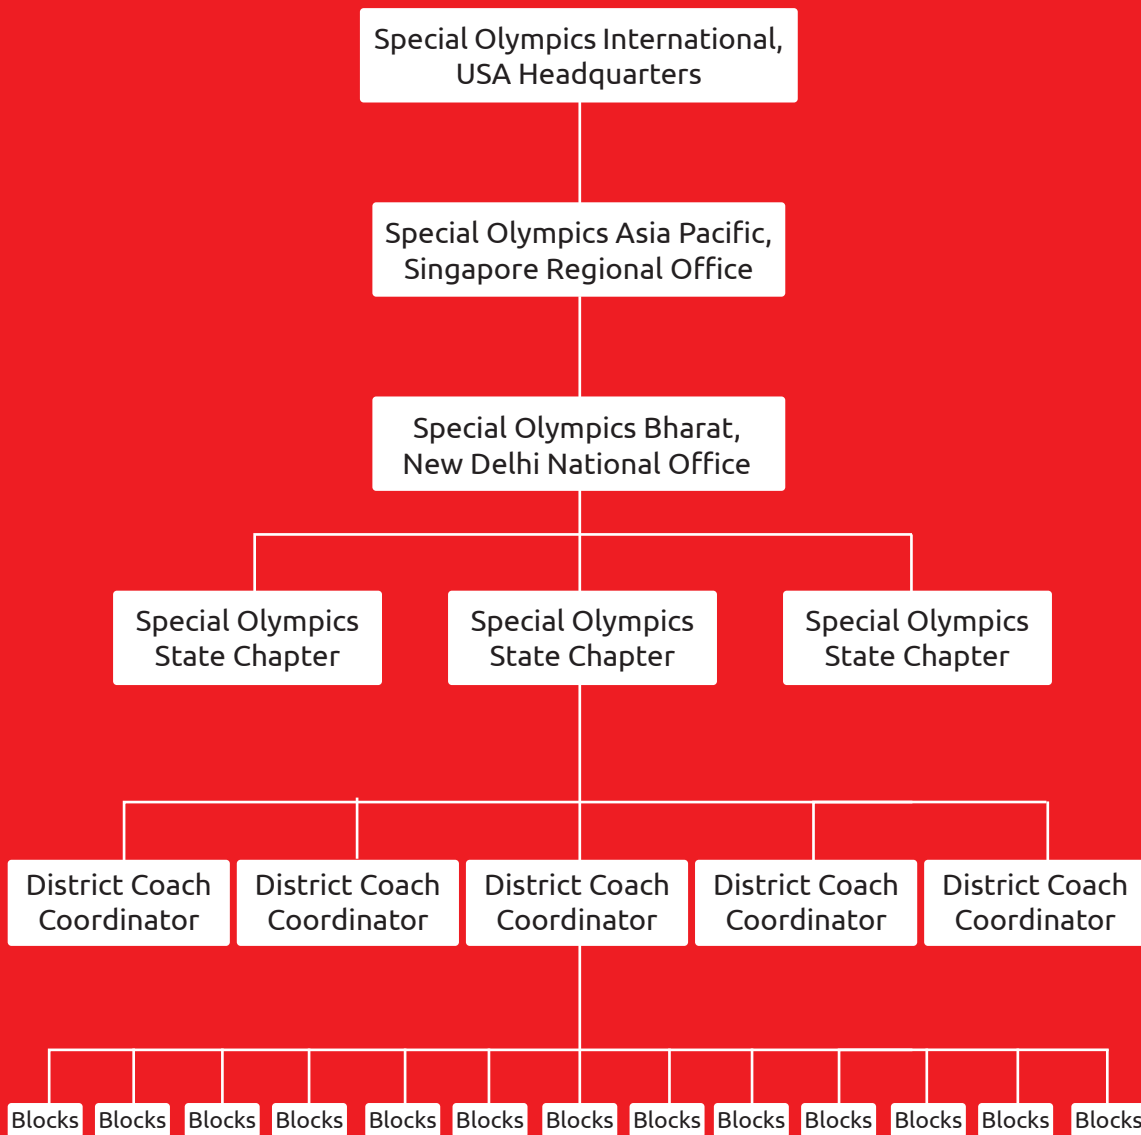 Special Olympics International,
USA Headquarters
Special Olympics Asia Pacific,
Singapore Regional Office
Special Olympics Bharat,
New Delhi National Office
Special Olympics
State Chapter
Special Olympics
State Chapter
Special Olympics
State Chapter
District Coach
Coordinator
District Coach
Coordinator
District Coach
Coordinator
District Coach
Coordinator
District Coach
Coordinator
Blocks
Blocks
Blocks
Blocks
Blocks
Blocks
Blocks
Blocks
Blocks
Blocks
Blocks
Blocks
Blocks